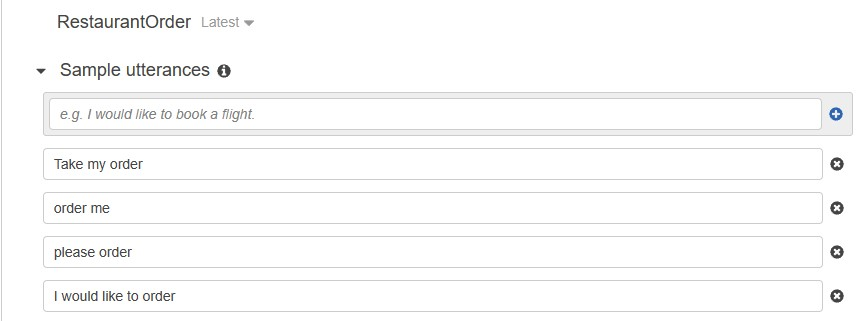 RestaurantOrder Latest
Sample utterances
e.g. I would like to book a flight.
Take my order
order me
please order
I would like to order